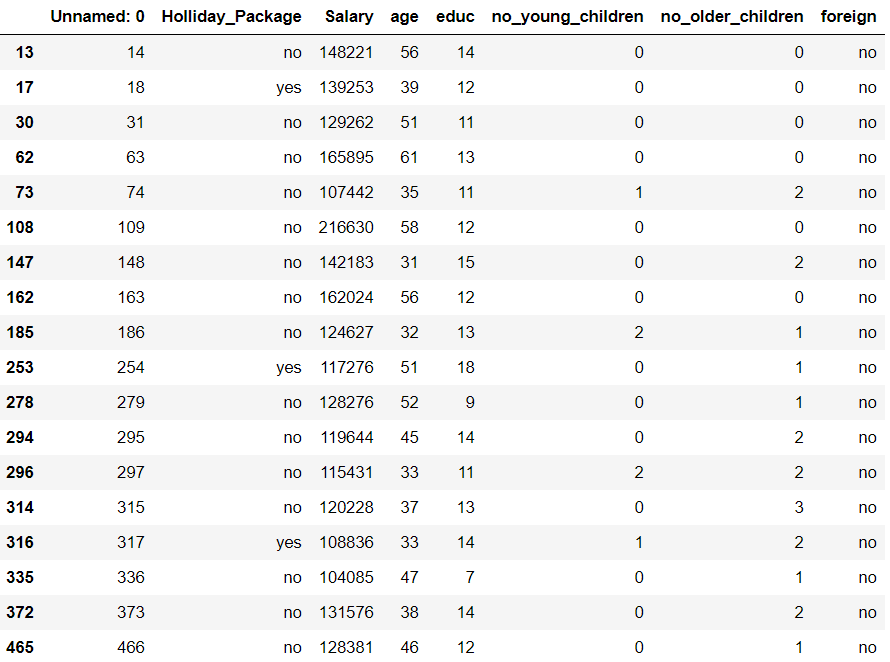 Unnamed: 0 Holliday_Package Salary age educ no_young_children no_older_children foreign
13 14 no 148221 56 14 0 0 no
17 18 yes 139253 39 12 0 0 no
30 31 no 129262 51 11 0 0 no
62 63 no 165895 61 13 0 0 no
73 74 no 107442 35 11 1 2 no
108 109 no 216630 58 12 0 0 no
147 148 no 142183 31 15 0 2 no
162 163 no 162024 56 12 0 0 no
185 186 no 124627 32 13 2 1 no
253 254 yes 117276 51 18 0 1 no
278 279 no 128276 52 9 0 1 no
294 295 no 119644 45 14 0 2 no
296 297 no 115431 33 11 2 2 no
314 315 no 120228 37 13 0 3 no
316 317 yes 108836 33 14 1 2 no
335 336 no 104085 47 7 0 1 no
372 373 no 131576 38 14 0 2 no
465 466 no 128381 46 12 0 1 no